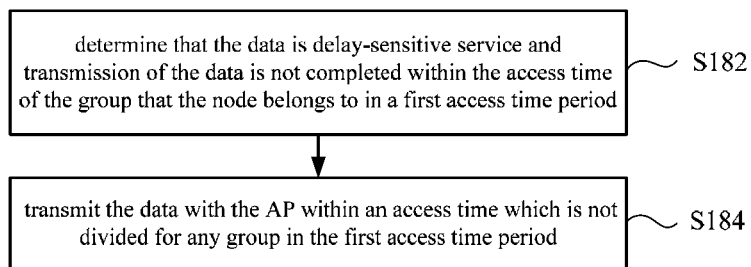 determine that the data is delay-sensitive service and
transmission of the data is not completed within the access time
of the group that the node belongs to in a first access time period
S182
transmit the data with the AP within an access time which is not
divided for any group in the first access time period
S184